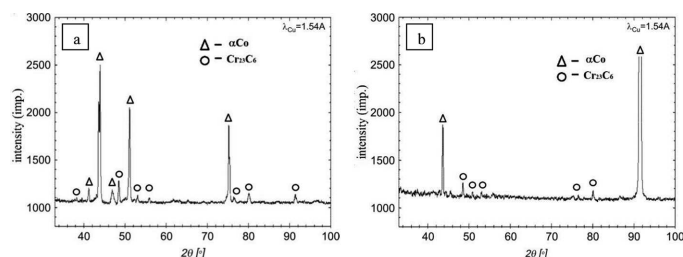 a
λCu=1.54A
Δ – αCo
O – Cr23C6
intensity (imp.)
3000
2500
2000
1500
1000
40 50 60 70 80 90 100
2θ [º]
b
λCu=1.54A
Δ – αCo
O – Cr23C6
intensity (imp.)
3000
2500
2000
1500
1000
40 50 60 70 80 90 100
2θ [º]